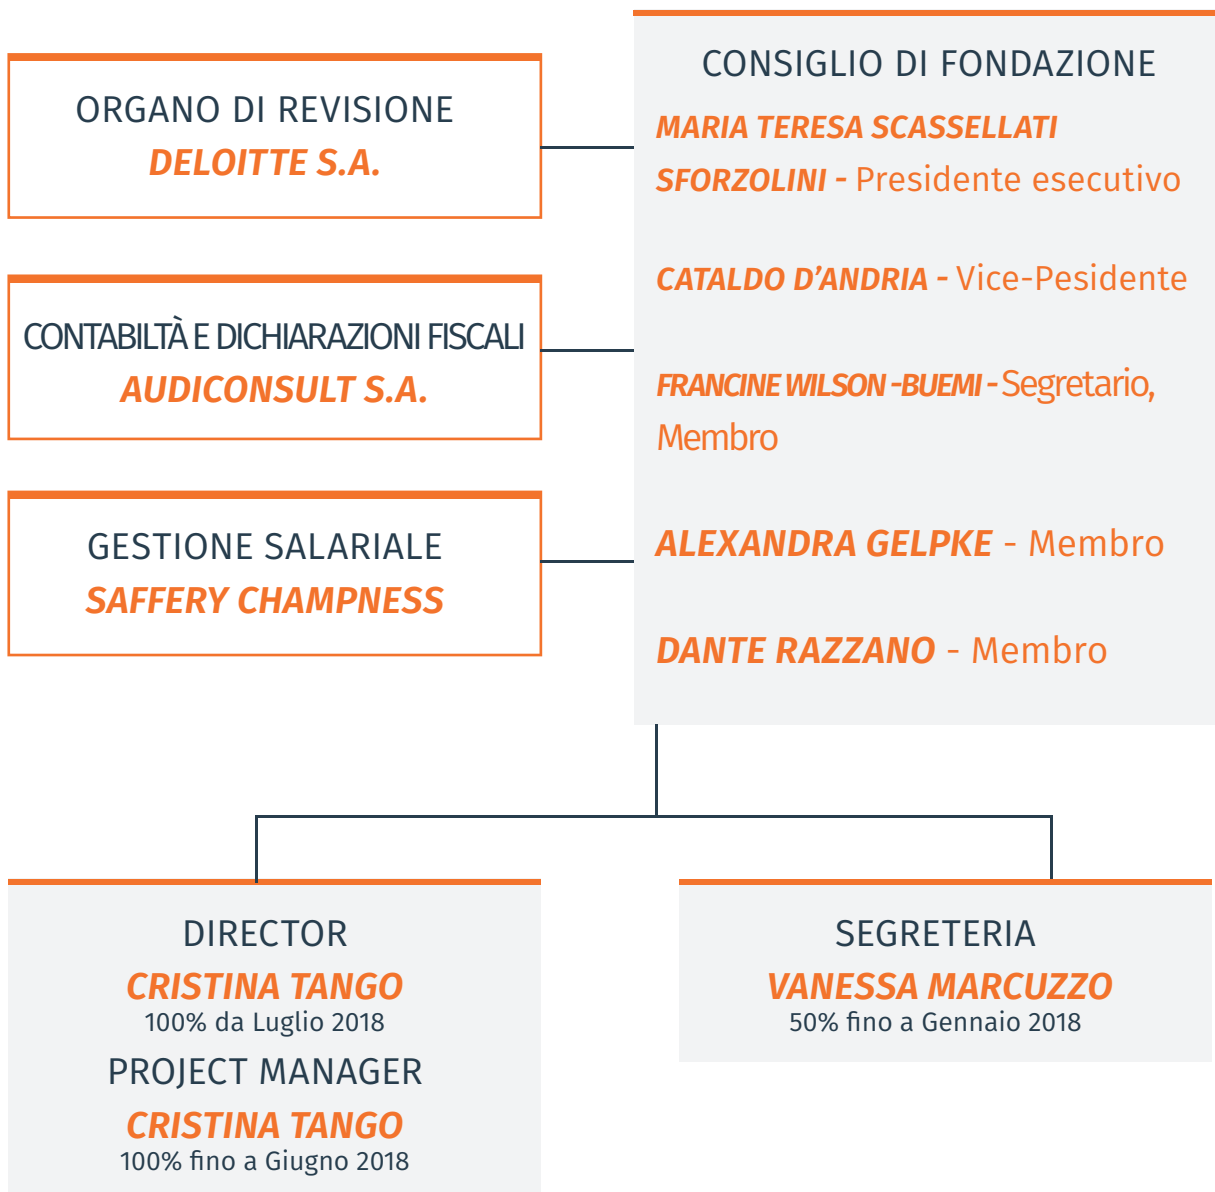 ORGANO DI REVISIONE
DELOITTE S.A.
CONTABILTÀ E DICHIARAZIONI FISCALI
AUDICONSULT S.A.
GESTIONE SALARIALE
SAFFERY CHAMPNESS
CONSIGLIO DI FONDAZIONE
MARIA TERESA SCASSELLATI
SFORZOLINI - Presidente esecutivo
CATALDO D’ANDRIA - Vice-Pesidente
FRANCINE WILSON -BUEMI - Segretario,
Membro
ALEXANDRA GELPKE - Membro
DANTE RAZZANO - Membro
DIRECTOR
CRISTINA TANGO
100% da Luglio 2018
PROJECT MANAGER
CRISTINA TANGO
100% fino a Giugno 2018
SEGRETERIA
VANESSA MARCUZZO
50% fino a Gennaio 2018